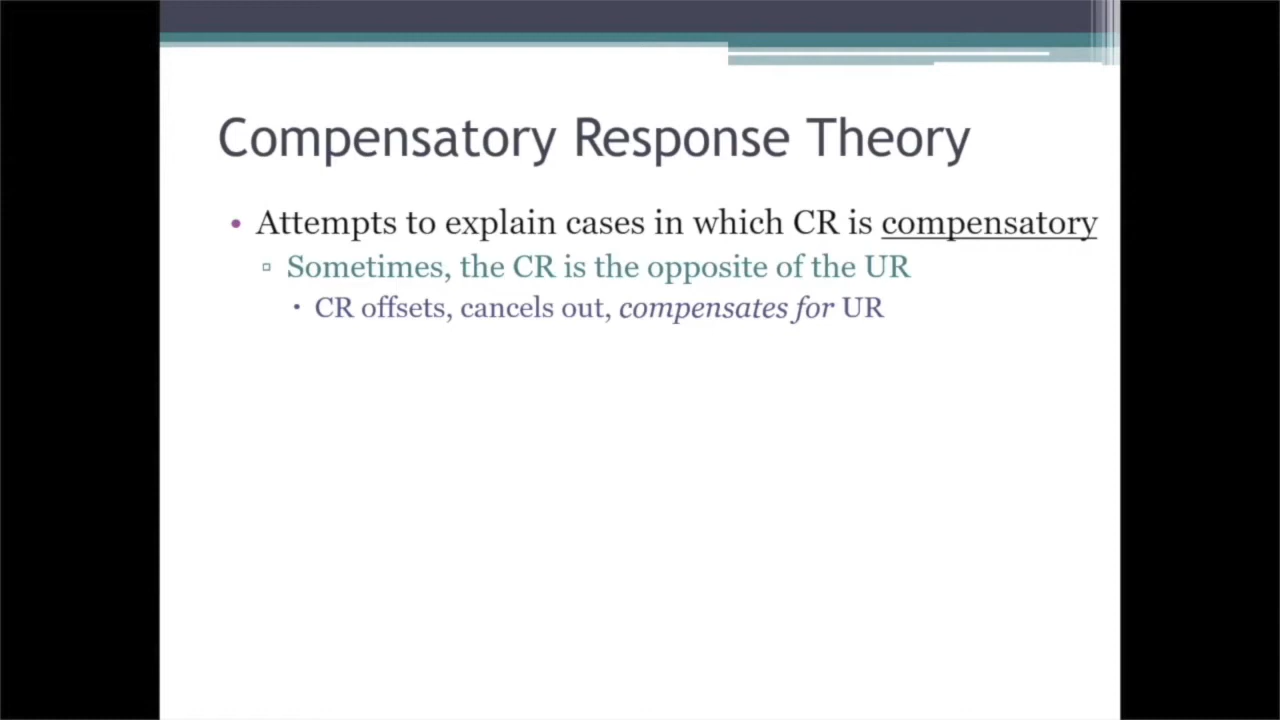 Compensatory Response Theory
• Attempts to explain cases in which CR is compensatory
▫ Sometimes, the CR is the opposite of the UR
▪ CR offsets, cancels out, compensates for UR